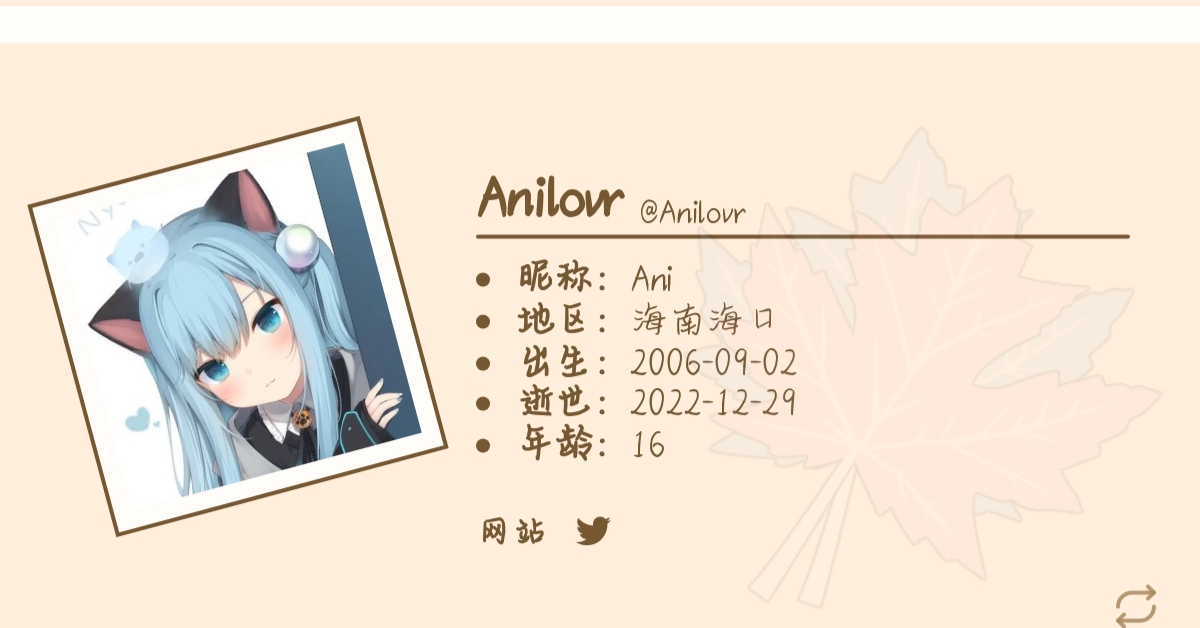 Ny
Anilovr @Anilovr
昵称：Ani
地区：海南海口
出生：2006-09-02
逝世：2022-12-29
年龄：16
网站